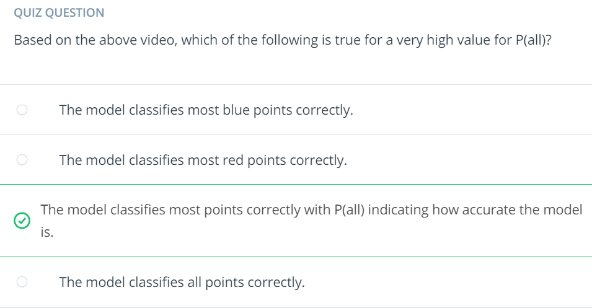 QUIZ QUESTION
Based on the above video, which of the following is true for a very high value for P(all)?
The model classifies most blue points correctly.
The model classifies most red points correctly.
The model classifies most points correctly with P(all) indicating how accurate the model
is.
The model classifies all points correctly.